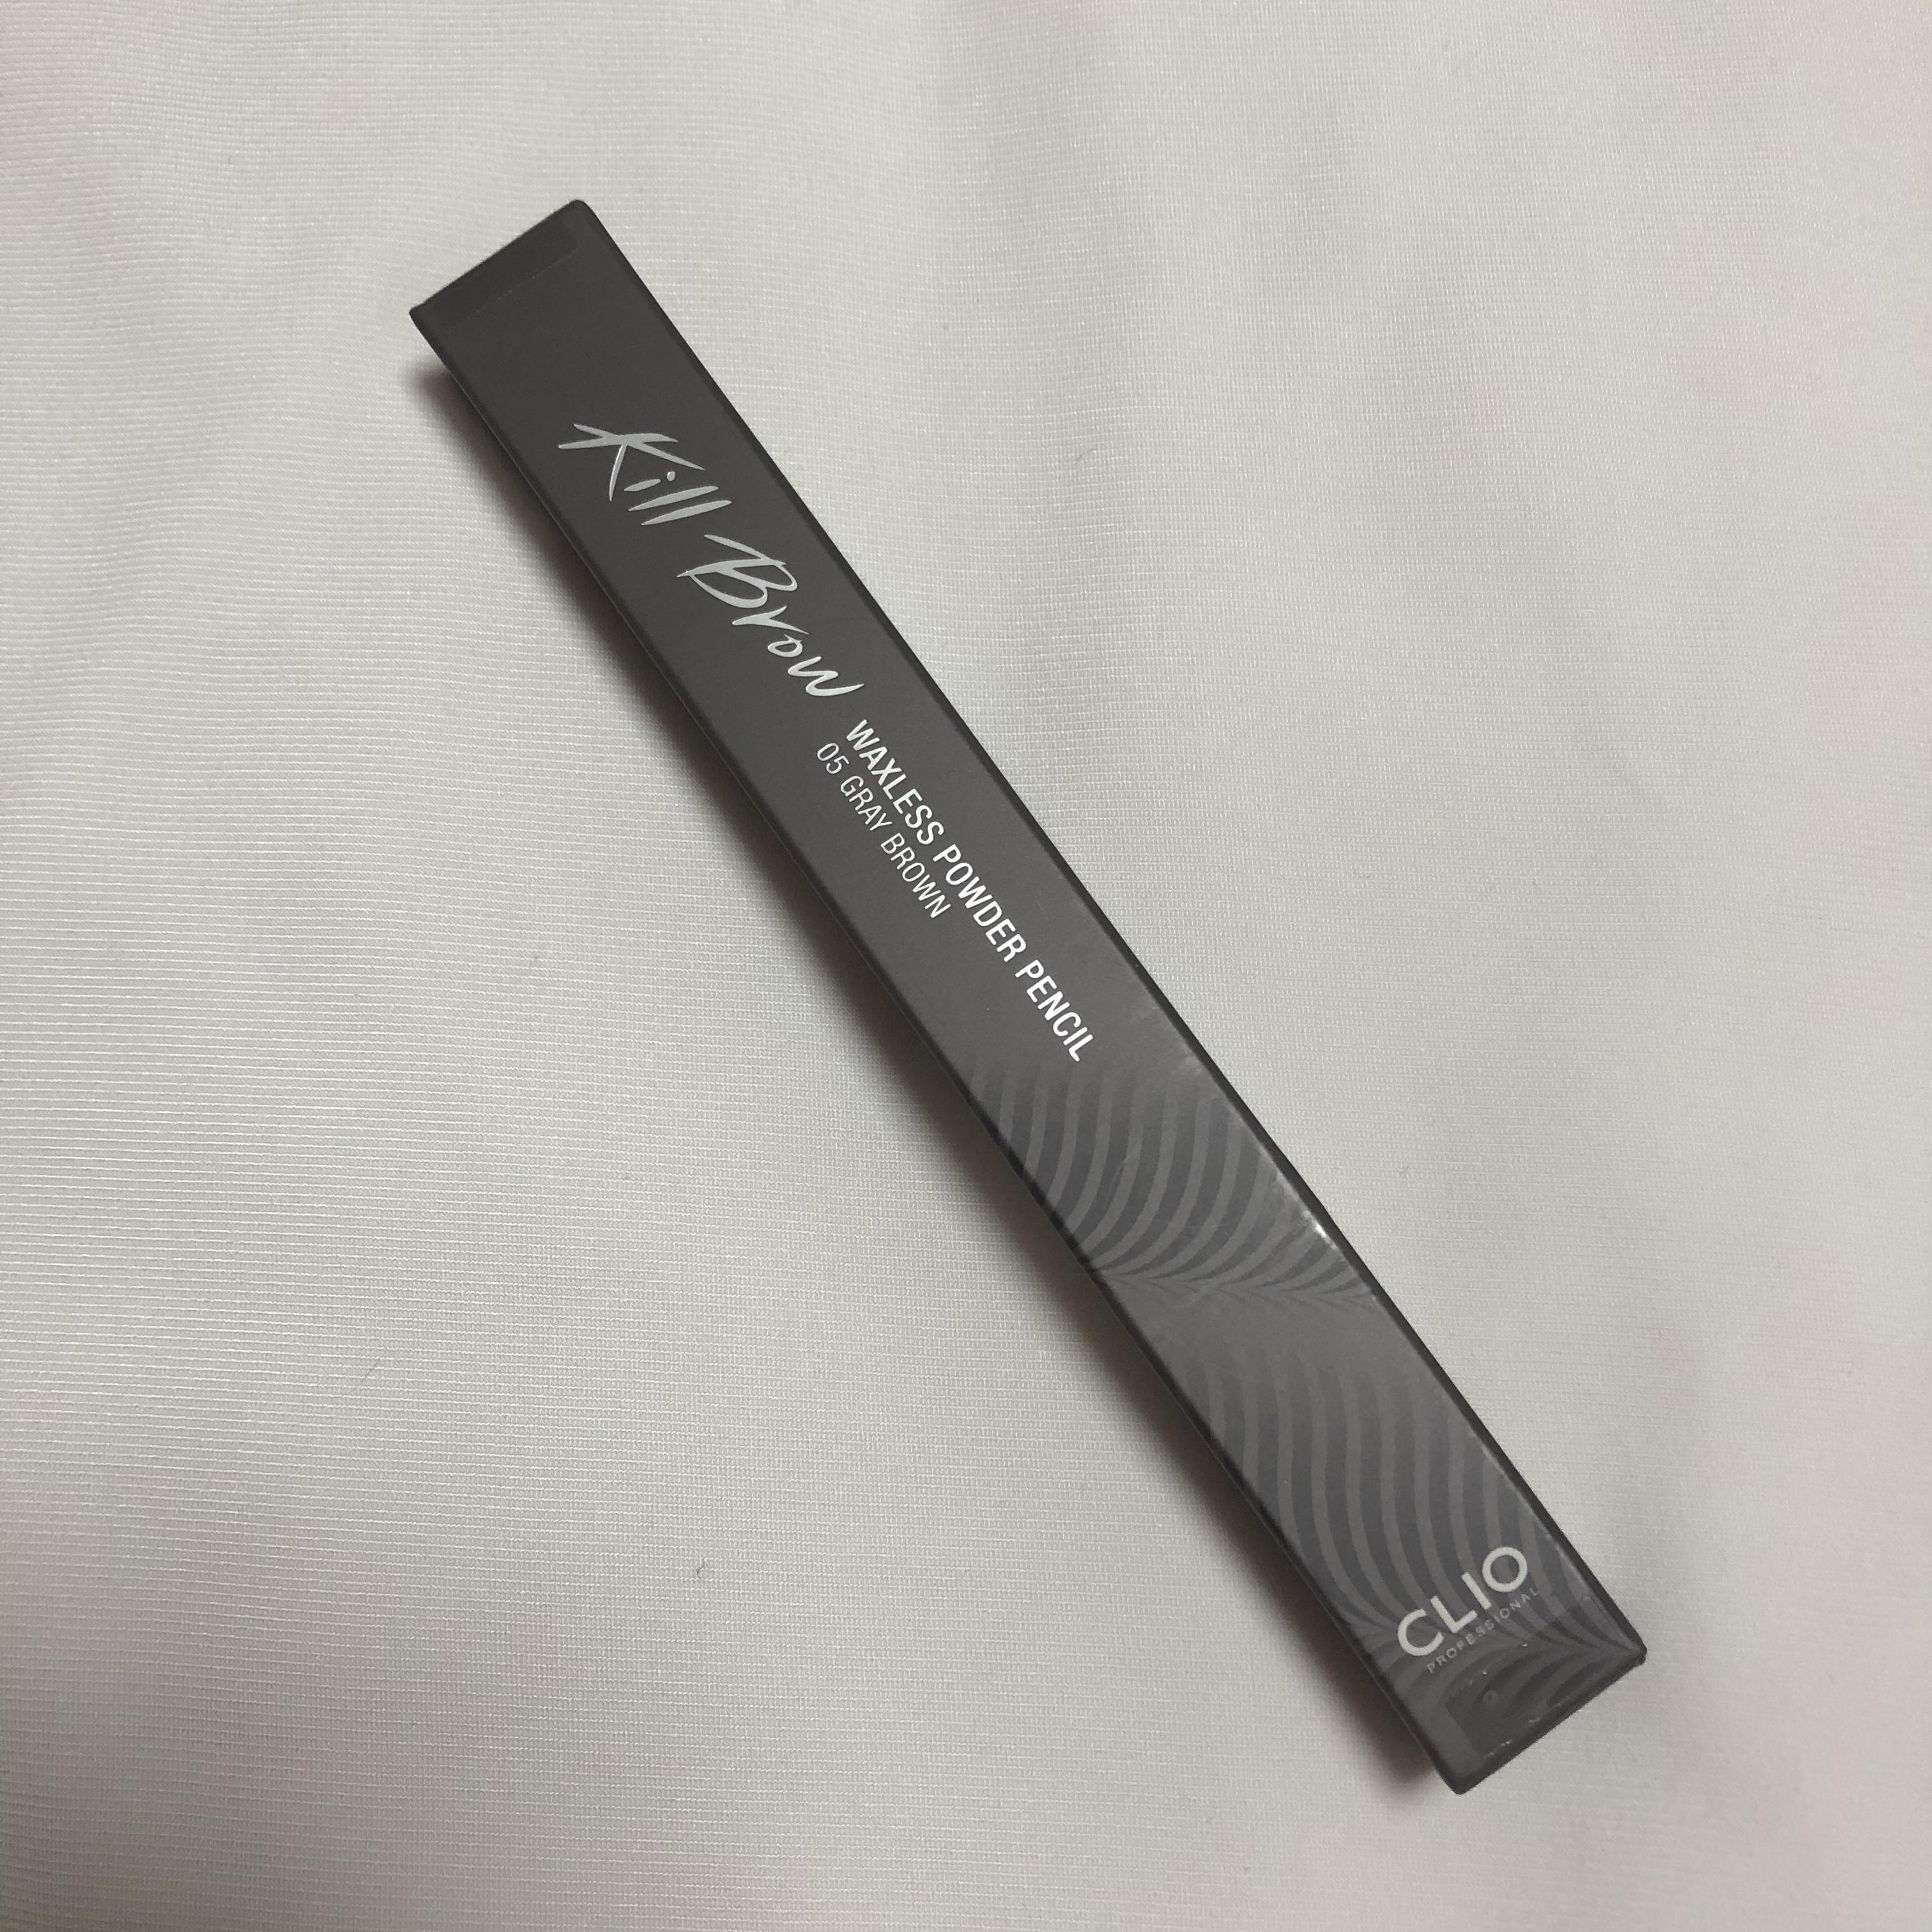 Kill Brow
WAXLESS POWDER PENCIL
05 GRAY BROWN
CLIO
PROFESSIONAL